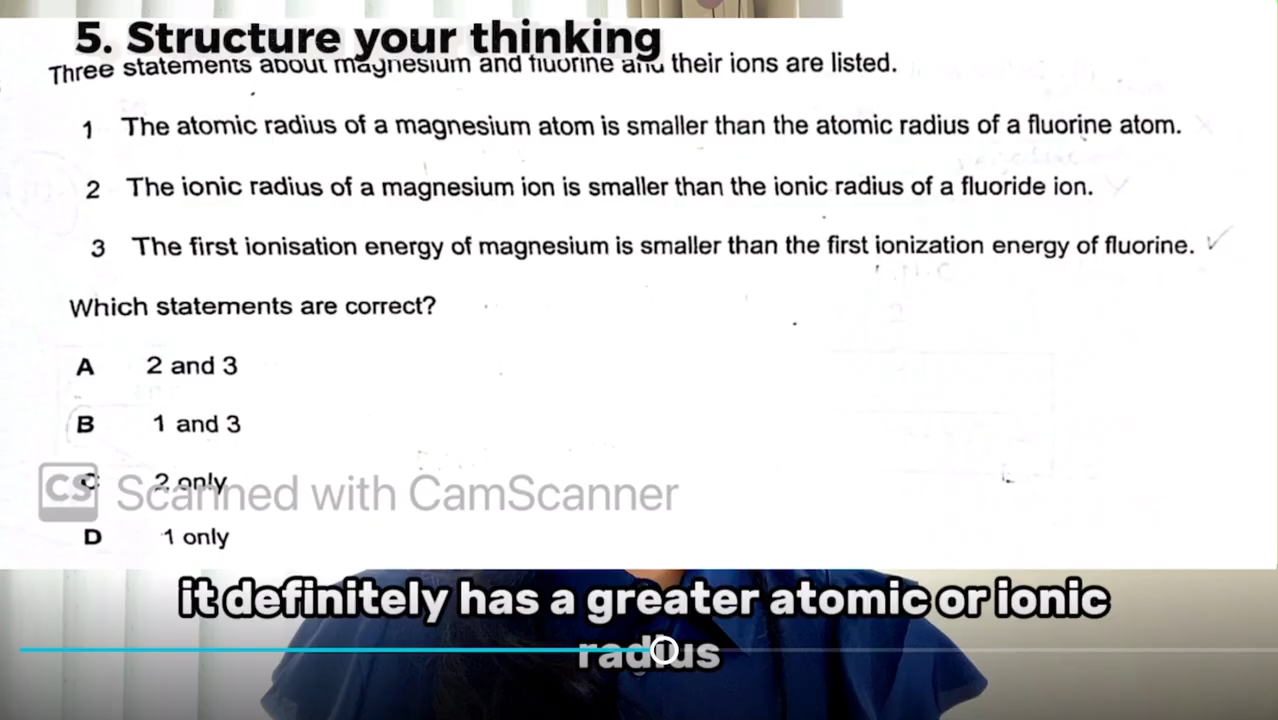 5. Structure your thinking
Three statements about magnesium and fluorine and their ions are listed.
1 The atomic radius of a magnesium atom is smaller than the atomic radius of a fluorine atom.
2 The ionic radius of a magnesium ion is smaller than the ionic radius of a fluoride ion.
3 The first ionisation energy of magnesium is smaller than the first ionization energy of fluorine.
Which statements are correct?
A 2 and 3
B 1 and 3
C 2 only
CS Scanned with CamScanner
D 1 only
it definitely has a greater atomic or ionic
radius